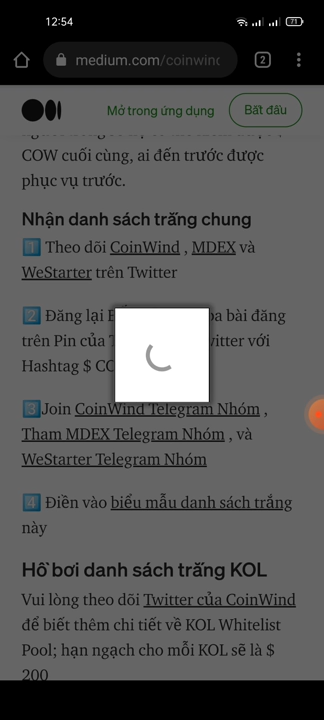 12:54
71
medium.com/coinwind
2
Mở trong ứng dụng
Bắt đầu
COW cuối cùng, ai đến trước được
phục vụ trước.
Nhận danh sách trắng chung
1 Theo dõi CoinWind , MDEX và
WeStarter trên Twitter
2 Đăng lại bài đăng
trên Pin của witter với
Hashtag $
3Join CoinWind Telegram Nhóm ,
Tham MDEX Telegram Nhóm , và
WeStarter Telegram Nhóm
4 Điền vào biểu mẫu danh sách trắng
này
Hồ bơi danh sách trắng KOL
Vui lòng theo dõi Twitter của CoinWind
để biết thêm chi tiết về KOL Whitelist
Pool; hạn ngạch cho mỗi KOL sẽ là $
200